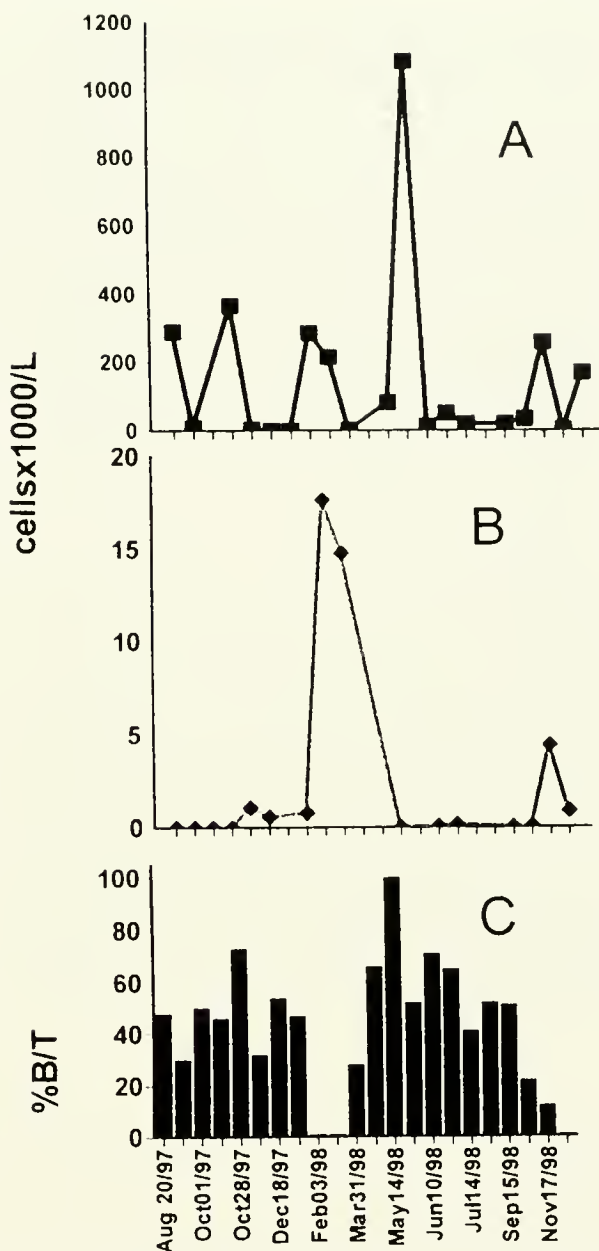 1200
1000
800
600
400
200
0
A
cellsx1000/L
20
15
10
5
0
B
100
80
60
40
20
0
C
%B/T
Aug 20/97
Oct01/97
Oct28/97
Dec18/97
Feb03/98
Mar31/98
May14/98
Jun10/98
Jul14/98
Sep15/98
Nov17/98